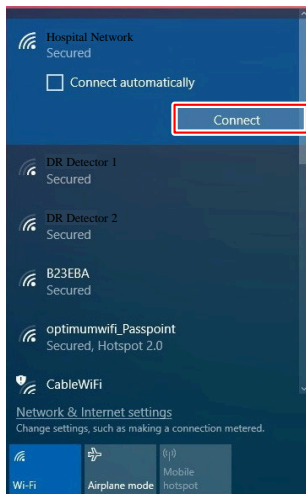 Hospital Network
Secured
Connect automatically
Connect
DR Detector 1
Secured
DR Detector 2
Secured
B23EBA
Secured
optimumwifi_Passpoint
Secured, Hotspot 2.0
CableWiFi
Network & Internet settings
Change settings, such as making a connection metered.
Wi-Fi
Airplane mode
Mobile
hotspot